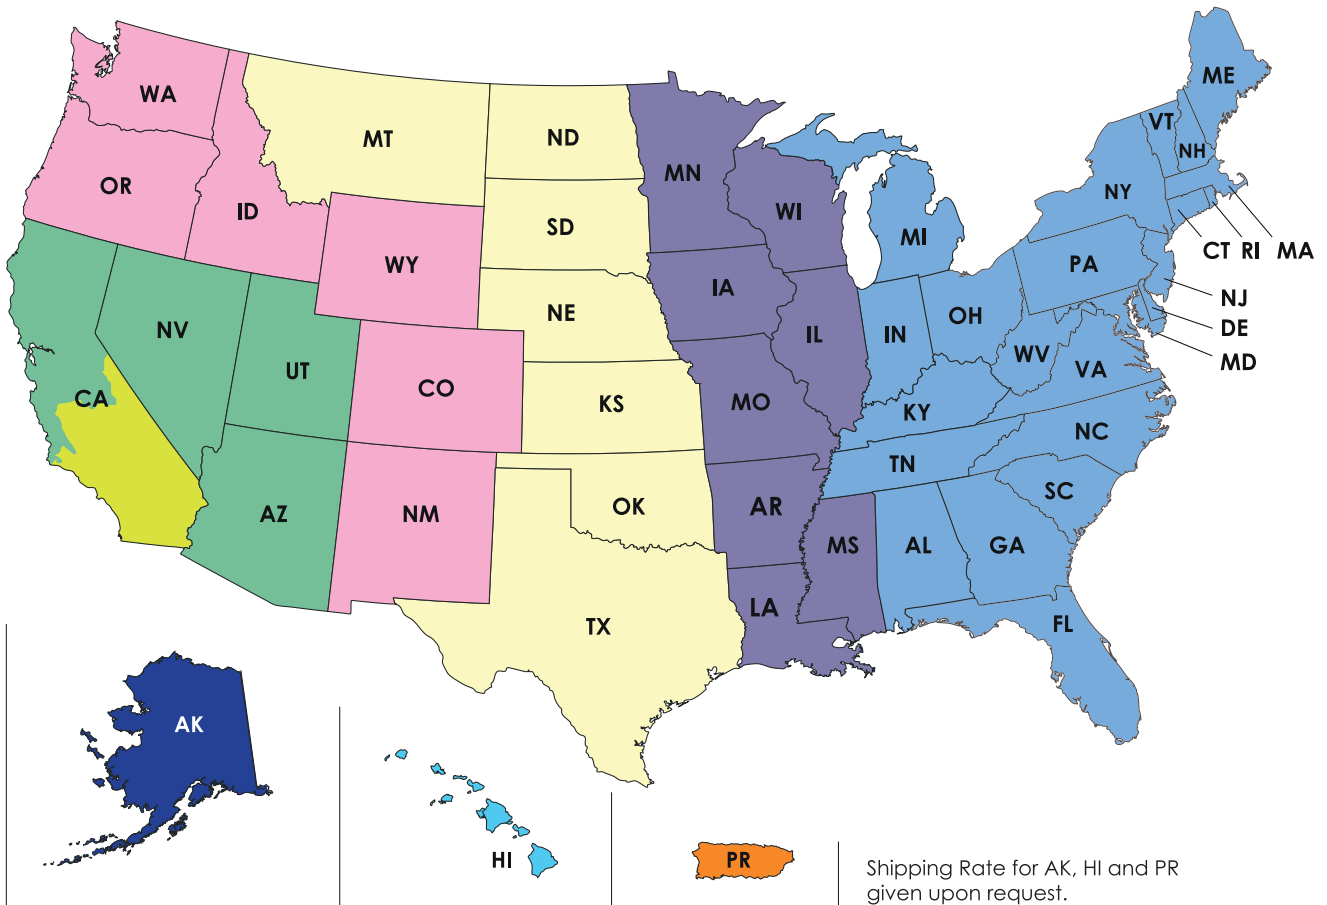 ME
WA
VT
MT
ND
NH
MN
OR
NY
ID
WI
SD
MI
CT RI MA
WY
PA
IA
NJ
NE
OH
DE
NV
IL
IN
WV
MD
UT
VA
CO
CA
KS
MO
KY
NC
TN
SC
AZ
NM
OK
AR
MS
AL
GA
LA
TX
FL
AK
HI
PR
Shipping Rate for AK, HI and PR
given upon request.